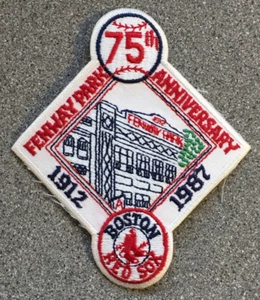 75th
FENWAY PARK
ANNIVERSARY
FENWAY PARK
1912
1987
BOSTON
RED SOX